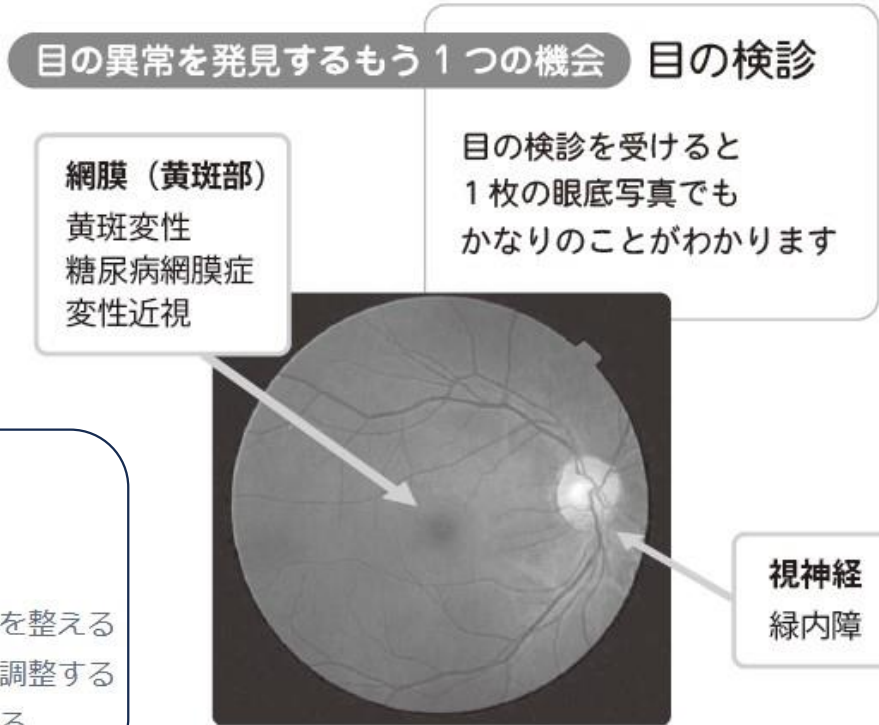 目の異常を発見するもう1つの機会 目の検診
目の検診を受けると
1枚の眼底写真でも
かなりのことがわかります
網膜（黄斑部）
黄斑変性
糖尿病網膜症
変性近視
視神経
緑内障
を整える
調整する
る